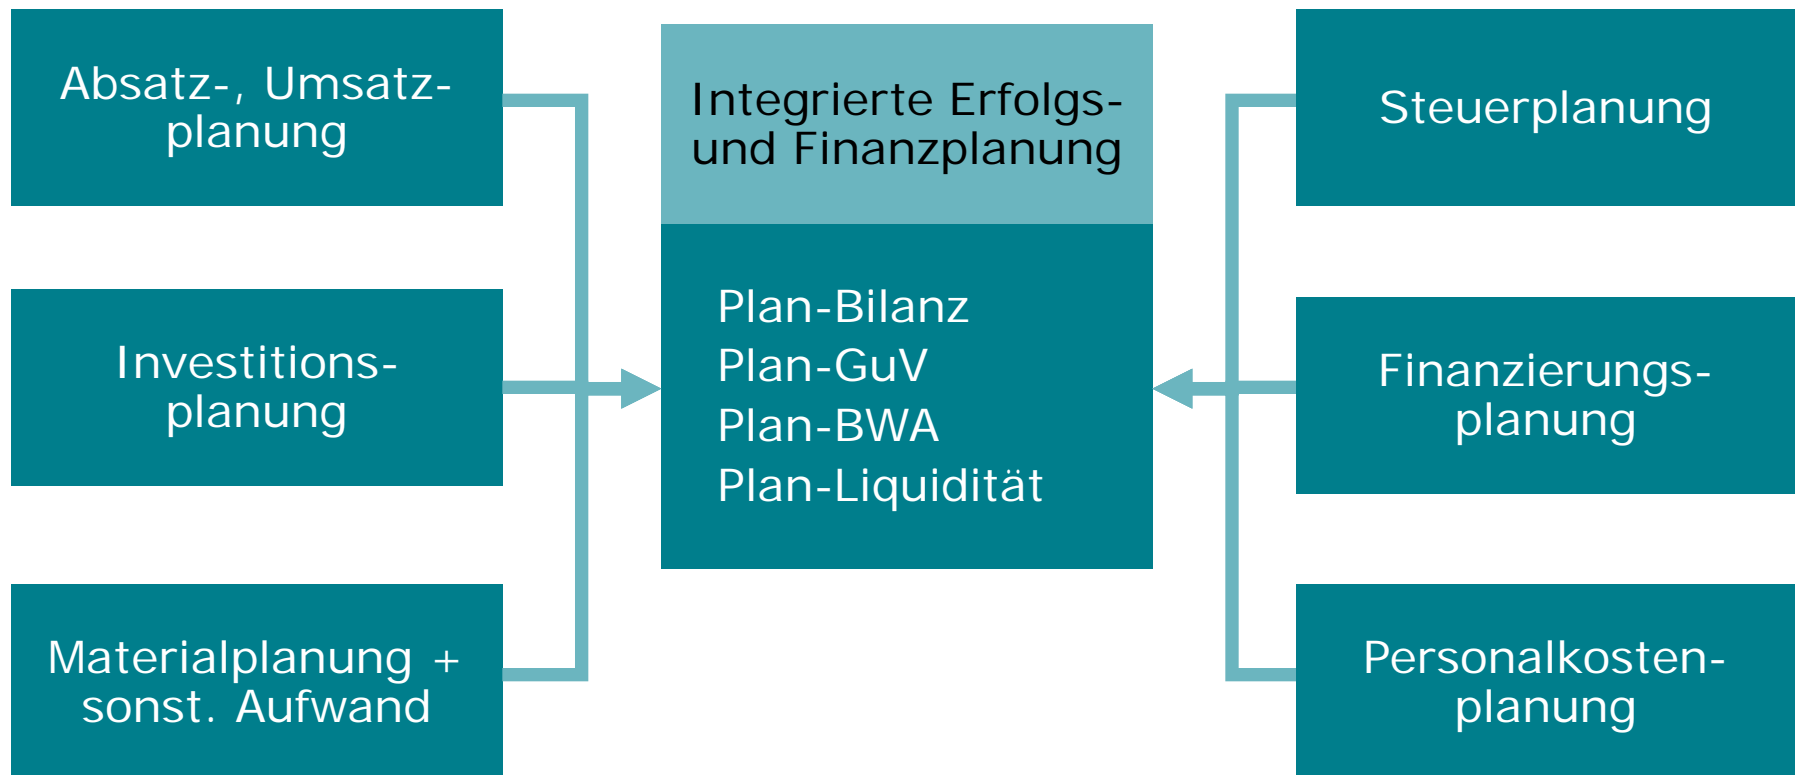 Absatz-, Umsatz-
planung
Investitions-
planung
Materialplanung +
sonst. Aufwand
Integrierte Erfolgs-
und Finanzplanung
Plan-Bilanz
Plan-GuV
Plan-BWA
Plan-Liquidität
Steuerplanung
Finanzierungs-
planung
Personalkosten-
planung